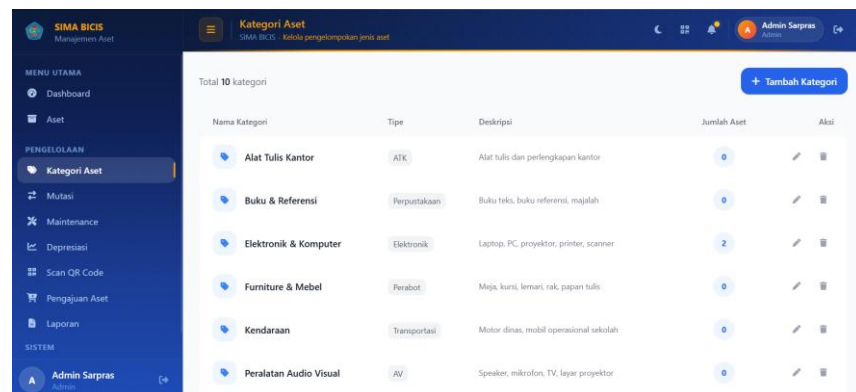 SIMA BICIS
Manajemen Aset
MENU UTAMA
Dashboard
Aset
PENGELOLAAN
Kategori Aset
Mutasi
Maintenance
Depresiasi
Scan QR Code
Pengajuan Aset
Laporan
SISTEM
A Admin Sarpras
Admin
Kategori Aset
SIMA BICIS · Kelola pengelompokan jenis aset
A Admin Sarpras
Admin
Total 10 kategori
+ Tambah Kategori
Nama Kategori Tipe Deskripsi Jumlah Aset Aksi
Alat Tulis Kantor ATK Alat tulis dan perlengkapan kantor 0
Buku & Referensi Perpustakaan Buku teks, buku referensi, majalah 0
Elektronik & Komputer Elektronik Laptop, PC, proyektor, printer, scanner 2
Furniture & Mebel Perabot Meja, kursi, lemari, rak, papan tulis 0
Kendaraan Transportasi Motor dinas, mobil operasional sekolah 0
Peralatan Audio Visual AV Speaker, mikrofon, TV, layar proyektor 0